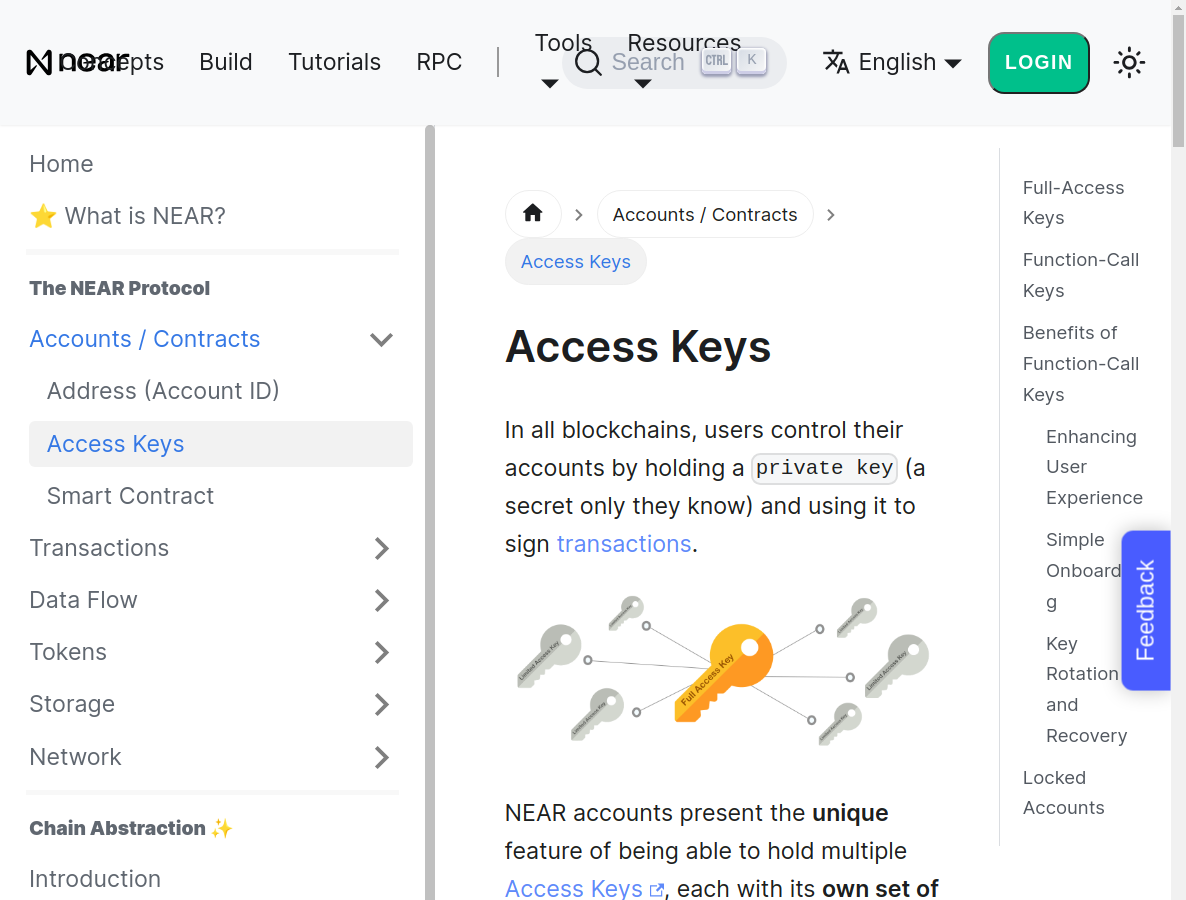 near
Concepts
Build
Tutorials
RPC
Tools
Resources
Search
CTRL
K
English
LOGIN
Home
⭐ What is NEAR?
The NEAR Protocol
Accounts / Contracts
Address (Account ID)
Access Keys
Smart Contract
Transactions
Data Flow
Tokens
Storage
Network
Chain Abstraction ✨
Introduction
Accounts / Contracts
Access Keys
Access Keys
In all blockchains, users control their
accounts by holding a private key (a
secret only they know) and using it to
sign transactions.
Limited Access Key
Limited Access Key
Limited Access Key
Full Access Key
Limited Access Key
Limited Access Key
Limited Access Key
NEAR accounts present the unique
feature of being able to hold multiple
Access Keys, each with its own set of
Full-Access
Keys
Function-Call
Keys
Benefits of
Function-Call
Keys
Enhancing
User
Experience
Simple
Onboard
g
Key
Rotation
and
Recovery
Locked
Accounts
Feedback